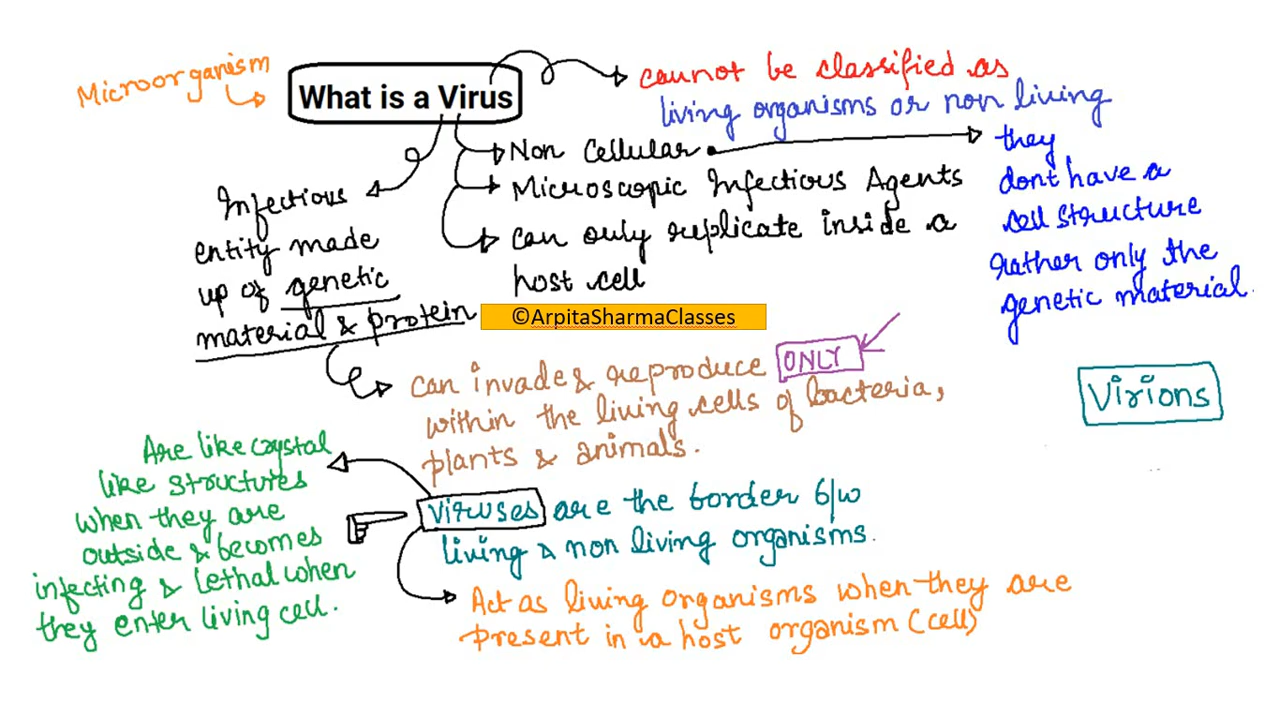 Microorganism
What is a Virus
cannot be classified as
living organisms or non living
Non Cellular
Microscopic Infectious Agents
can only replicate inside a
host cell
they
dont have a
cell structure
rather only the
genetic material.
Infectious
entity made
up of genetic
material & protein
©ArpitaSharmaClasses
can invade & reproduce ONLY
within the living cells of bacteria,
plants & animals.
Virions
Are like crystal
like structures
when they are
outside & becomes
infecting & lethal when
they enter living cell.
Viruses are the border b/w
living & non living organisms.
Act as living organisms when they are
present in a host organism (cell)